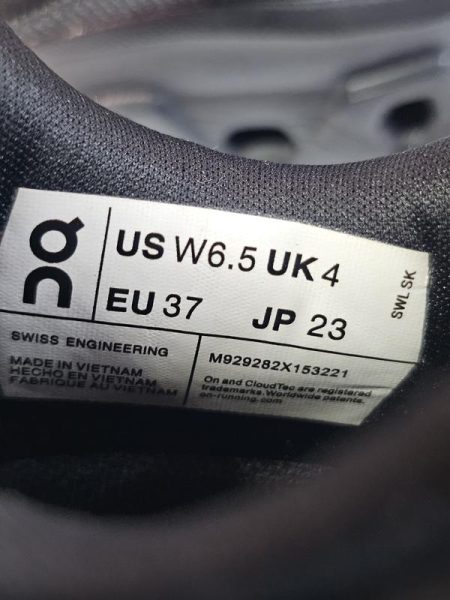 US W6.5 UK 4
EU 37 JP 23
SWL SK
SWISS ENGINEERING
MADE IN VIETNAM
HECHO EN VIETNAM
FABRIQUE AU VIETNAM
M929282X153221
On and CloudTec are registered
trademarks. Worldwide patents.
on-running.com